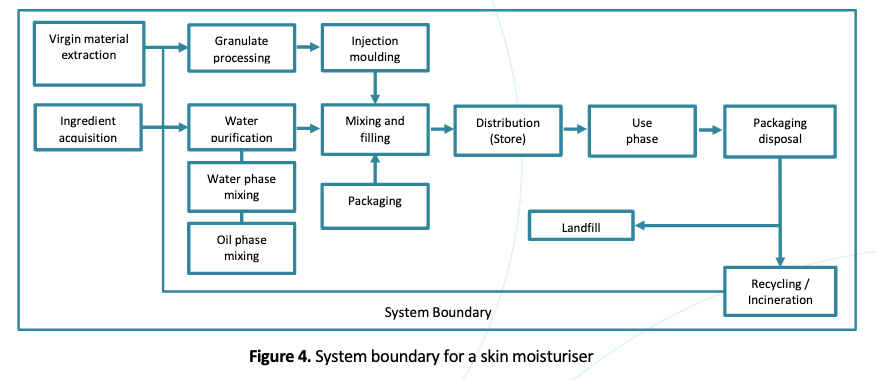 Virgin material
extraction
Granulate
processing
Injection
moulding
Ingredient
acquisition
Water
purification
Mixing and
filling
Distribution
(Store)
Use
phase
Packaging
disposal
Water phase
mixing
Packaging
Landfill
Oil phase
mixing
Recycling /
Incineration
System Boundary
Figure 4. System boundary for a skin moisturiser